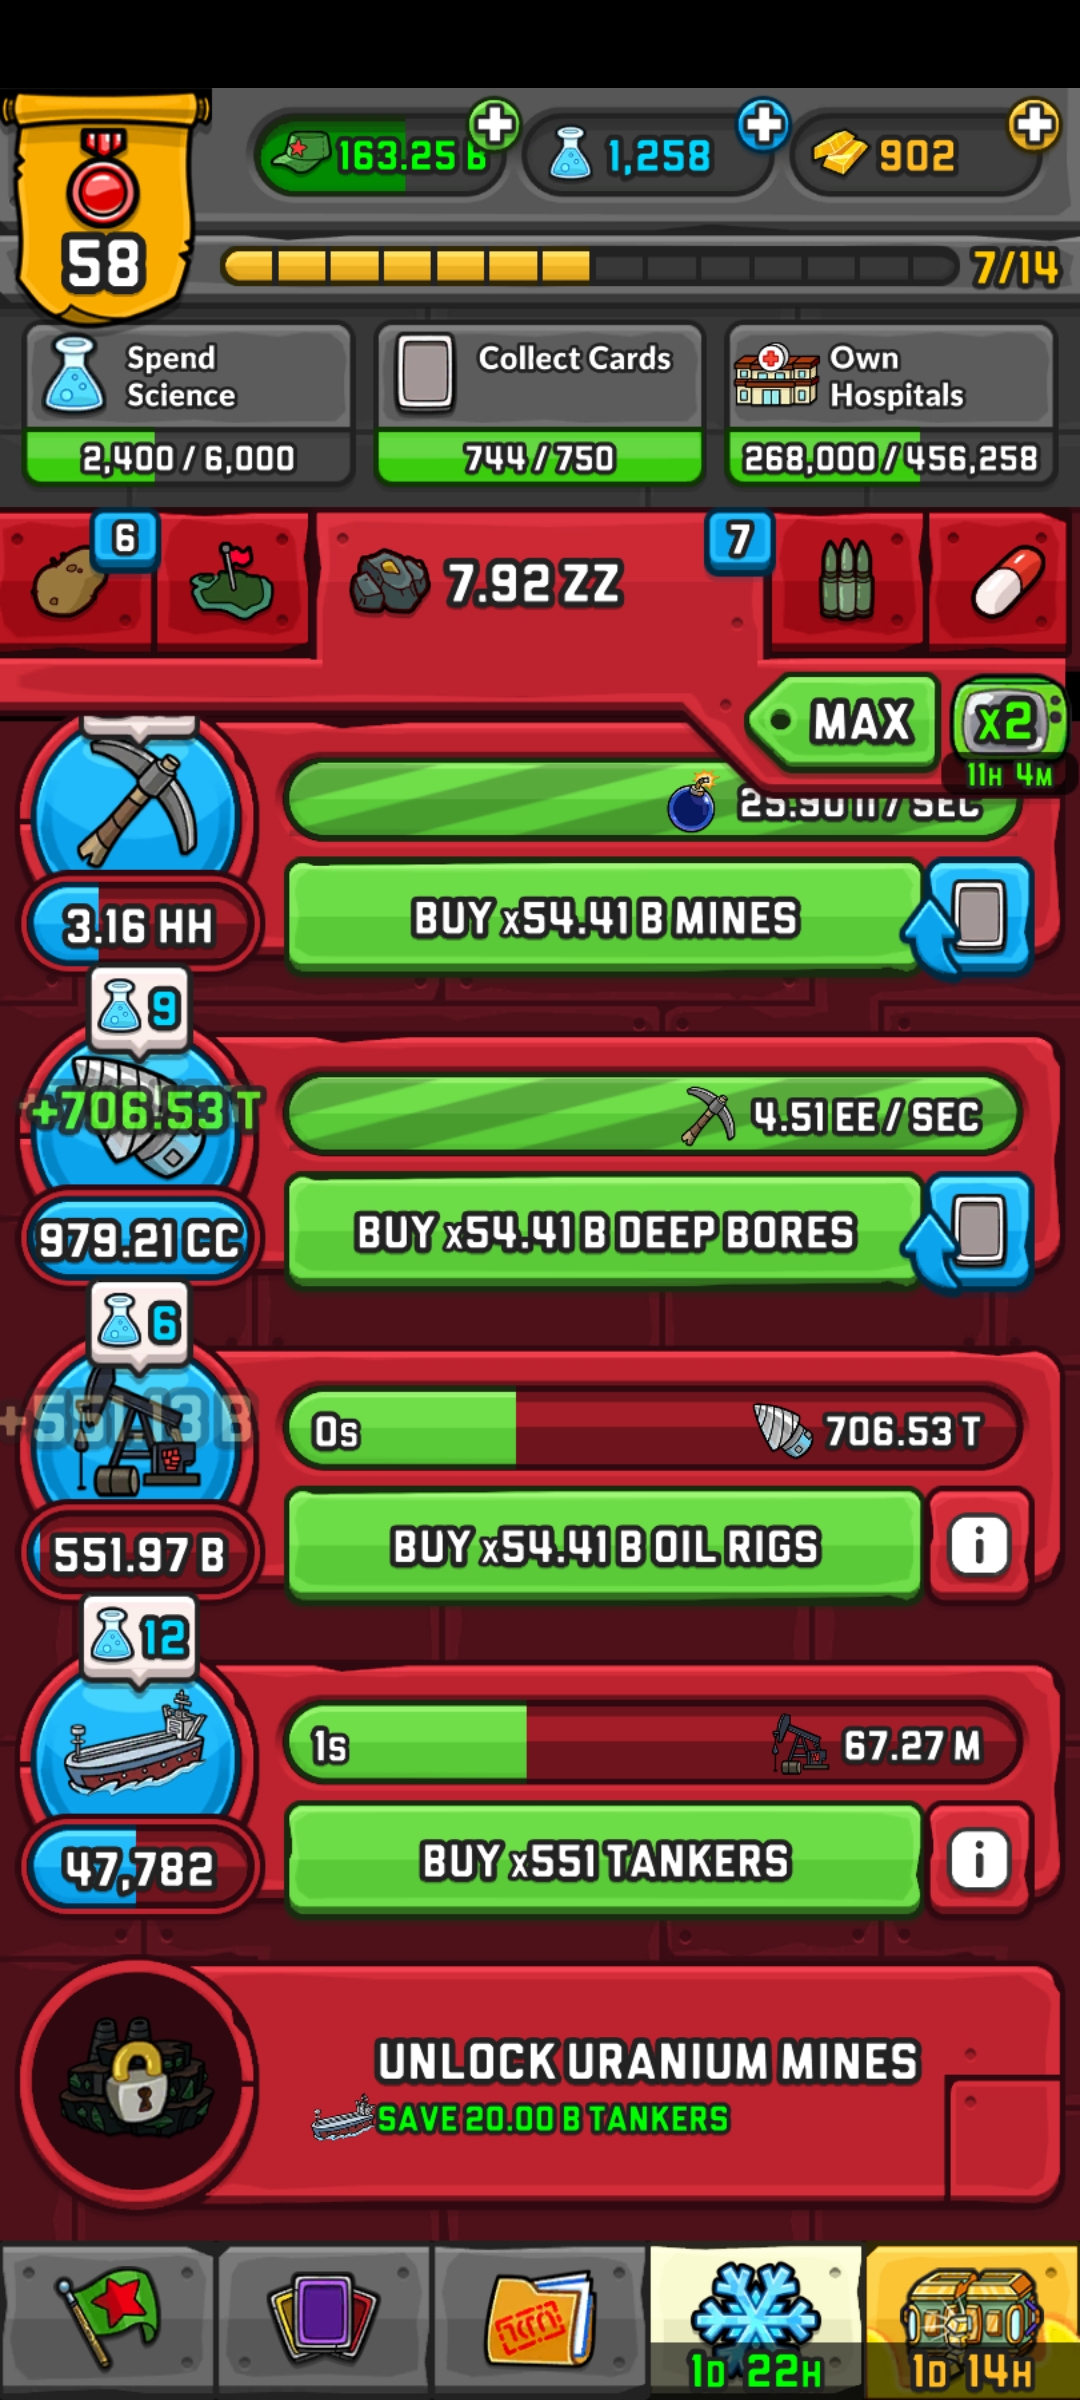 163.25 B
1,258
902
58
7/14
Spend
Science
2,400 / 6,000
Collect Cards
744 / 750
Own
Hospitals
268,000 / 456,258
6
7.92 ZZ
7
MAX
x2
11H 4M
/ SEC
BUY x54.41 B MINES
3.16 HH
9
+706.53 T
4.51 EE / SEC
BUY x54.41 B DEEP BORES
979.21 CC
6
+551.13 B
0s
706.53 T
BUY x54.41 B OIL RIGS
551.97 B
12
1s
67.27 M
BUY x551 TANKERS
47,782
UNLOCK URANIUM MINES
SAVE 20.00 B TANKERS
1D 22H
1D 14H